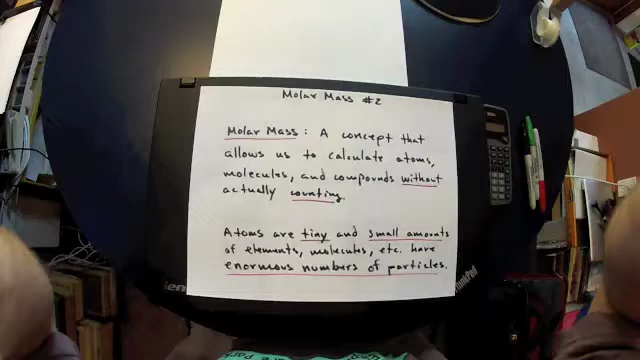 Molar Mass #2
Molar Mass: A concept that
allows us to calculate atoms,
molecules, and compounds without
actually counting.
Atoms are tiny and small amounts
of elements, molecules, etc. have
enormous numbers of particles.
ThinkPad